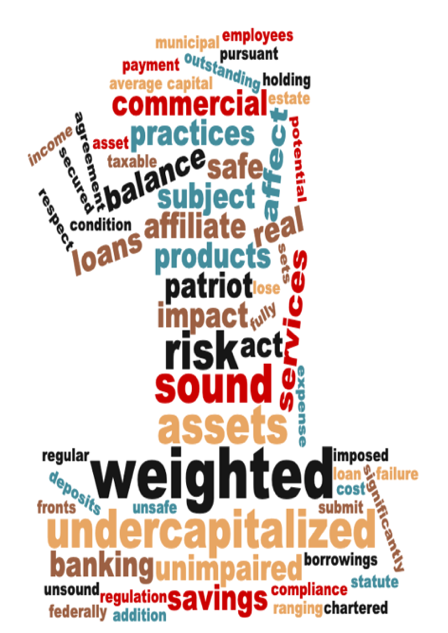 municipal employees
payment outstanding pursuant
average capital holding
commercial estate
income agreement asset practices affect potential
secured taxable balance safe
respect condition subject
loans affiliate real
products sets
patriot lose
impact fully services
risk act
sound
assets expense
regular weighted imposed
deposits loan failure
fronts unsafe cost submit significantly
undercapitalized
banking unimpaired borrowings
unsound regulation savings compliance statute
federally addition ranging chartered